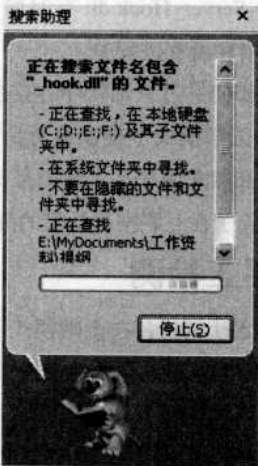 搜索助理
正在搜索文件名包含
"_hook.dll" 的 文件。
- 正在查找，在 本地硬盘
(C:;D:;E:;F:) 及其子文件
夹中。
- 在系统文件夹中寻找。
- 不要在隐藏的文件和文
件夹中寻找。
- 正在查找
E:\MyDocuments\工作资
料\提纲
停止(S)